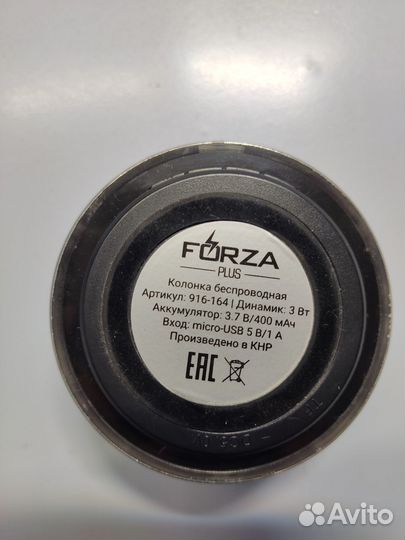 FORZA
PLUS
Колонка беспроводная
Артикул: 916-164 | Динамик: 3 Вт
Аккумулятор: 3.7 В/400 мАч
Вход: micro-USB 5 В/1 А
Произведено в КНР
ЕАС
Avito